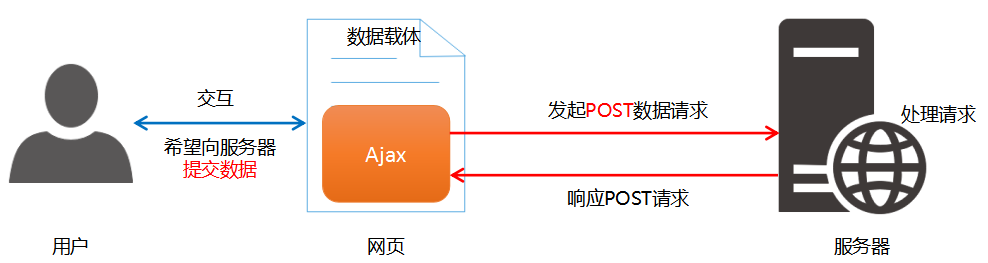 数据载体
交互
希望向服务器
提交数据
Ajax
发起POST数据请求
响应POST请求
处理请求
用户
网页
服务器